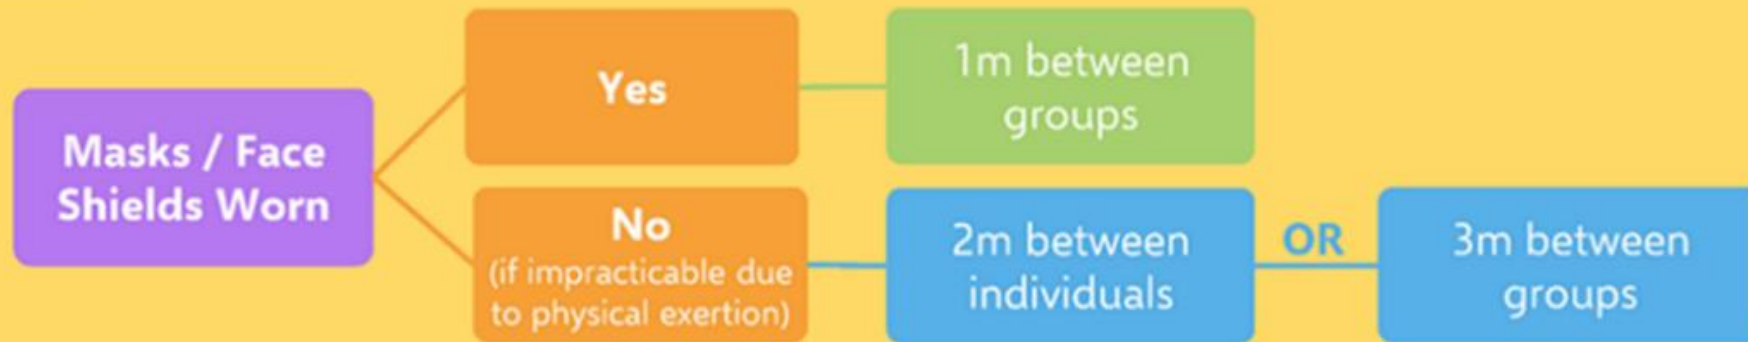 Masks / Face
Shields Worn
Yes
1m between
groups
No
(if impracticable due
to physical exertion)
2m between
individuals
OR
3m between
groups